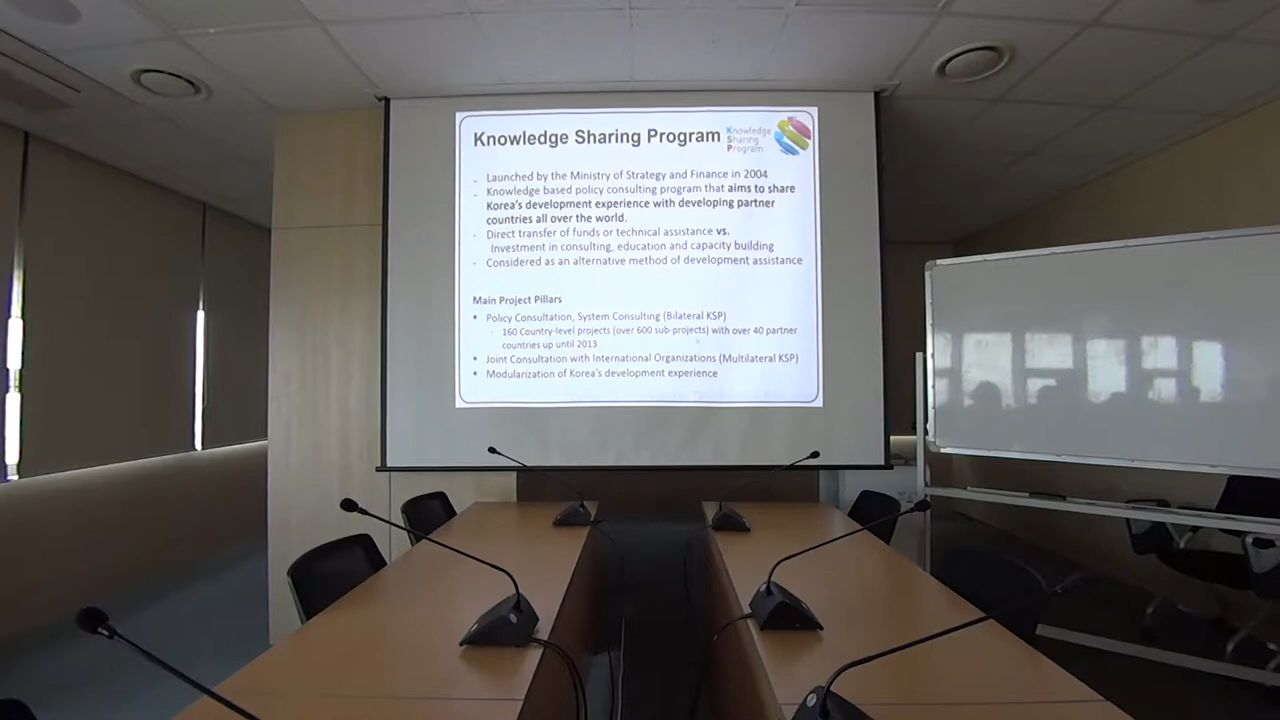 Knowledge Sharing Program
Knowledge
Sharing
Program
- Launched by the Ministry of Strategy and Finance in 2004
- Knowledge based policy consulting program that aims to share
Korea's development experience with developing partner
countries all over the world.
- Direct transfer of funds or technical assistance vs.
Investment in consulting, education and capacity building
- Considered as an alternative method of development assistance
Main Project Pillars
• Policy Consultation, System Consulting (Bilateral KSP)
- 160 Country-level projects (over 600 sub-projects) with over 40 partner
countries up until 2013
• Joint Consultation with International Organizations (Multilateral KSP)
• Modularization of Korea's development experience